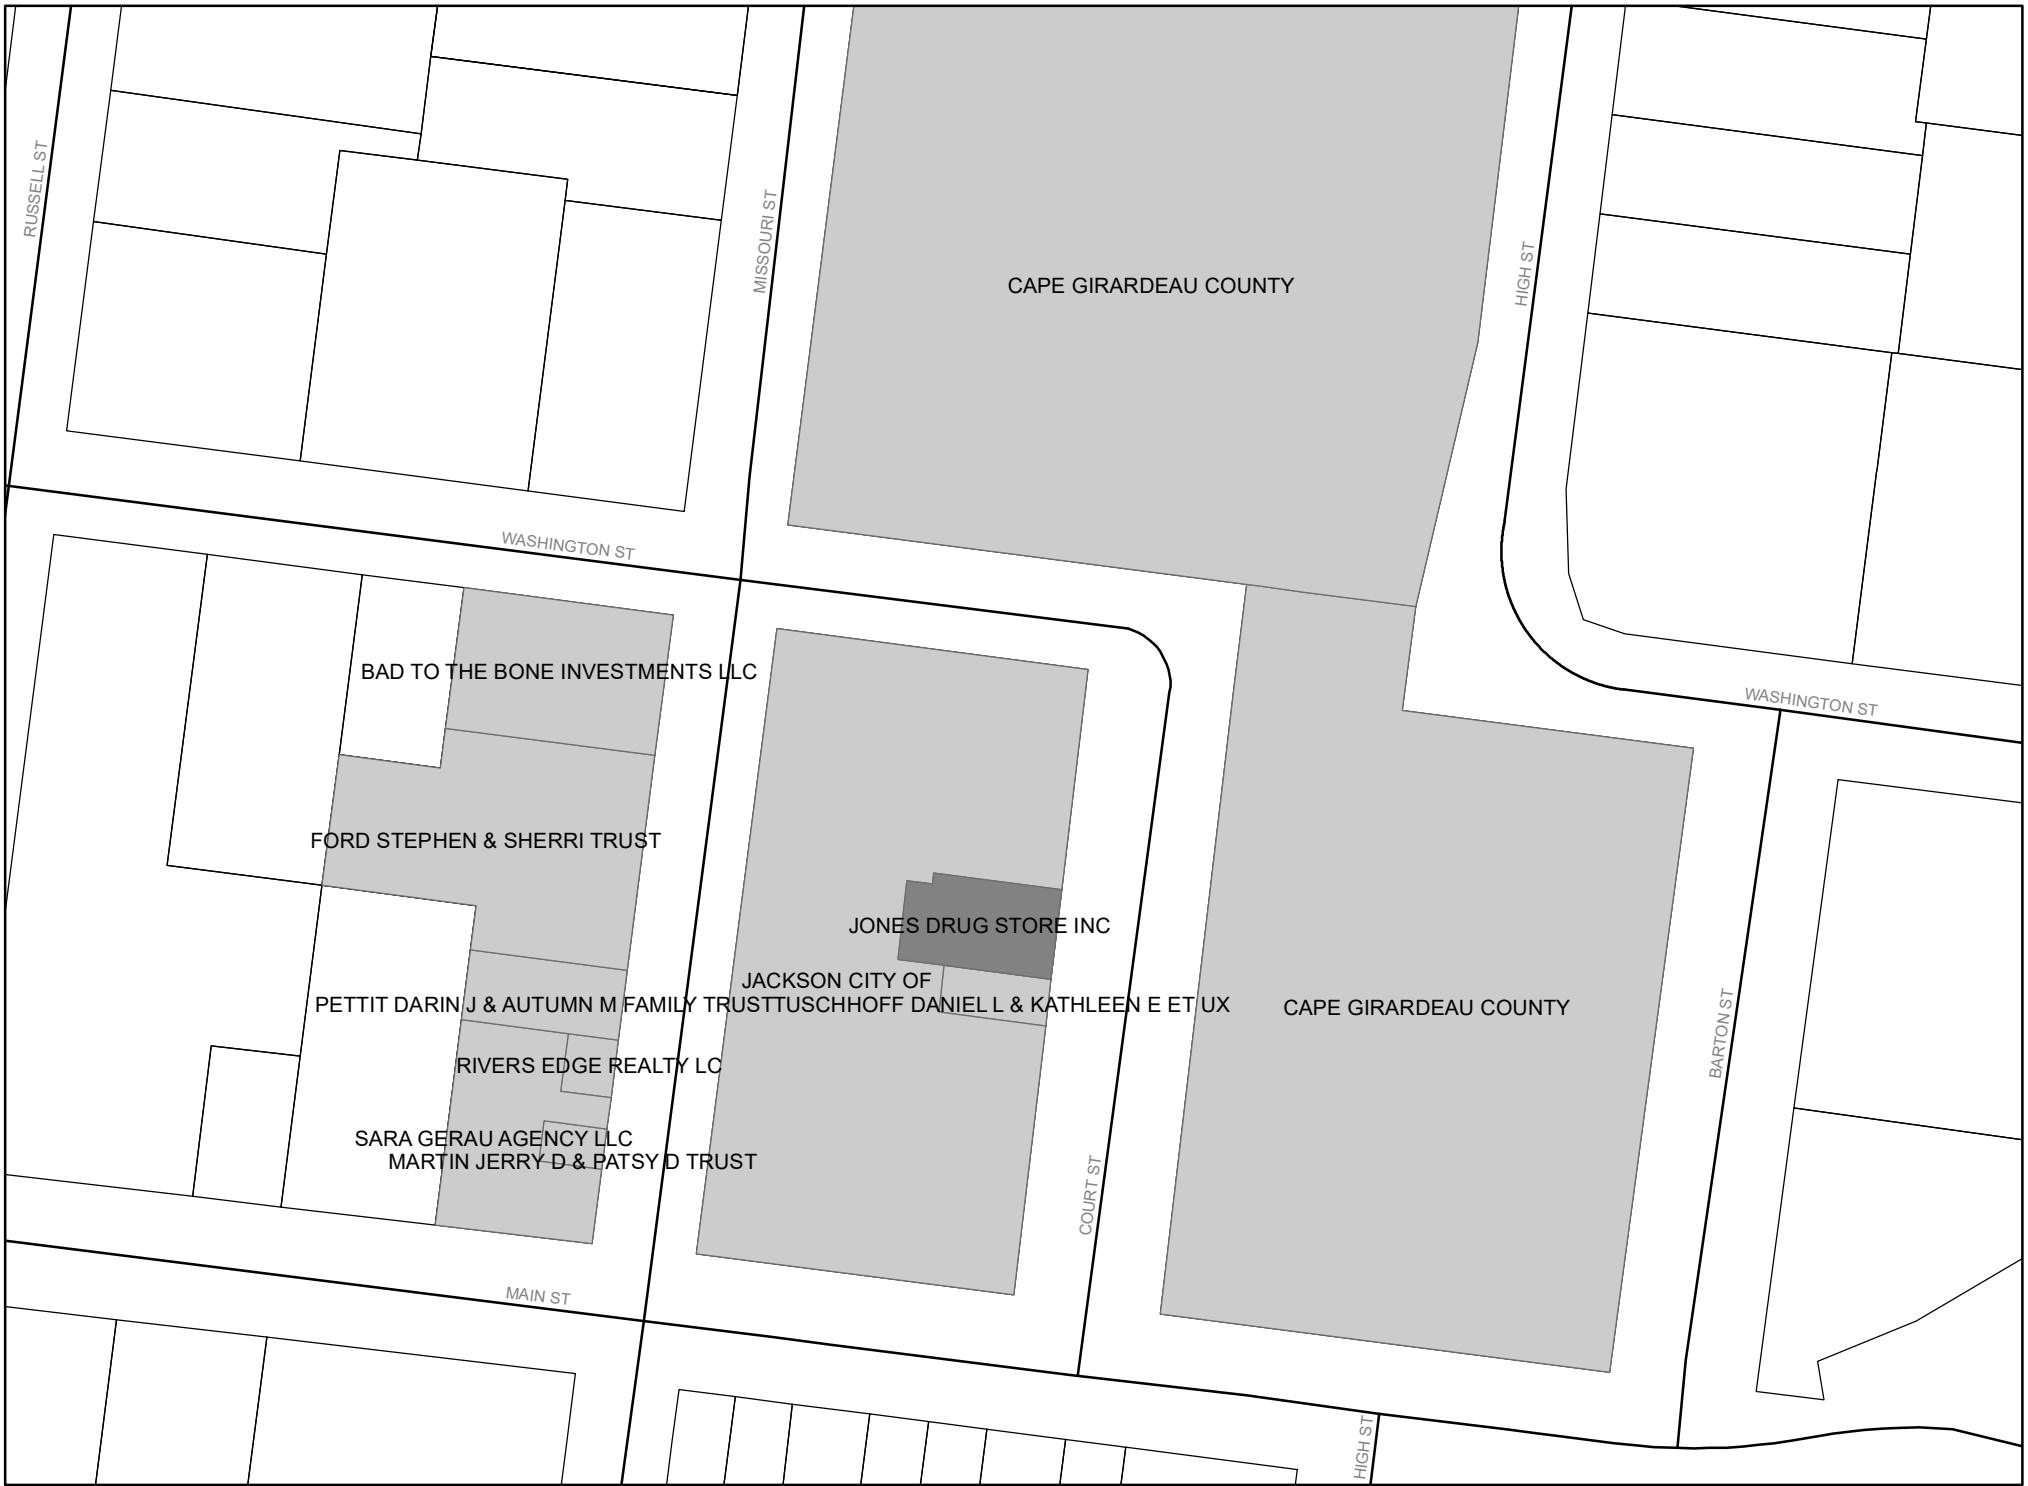 RUSSELL ST
MISSOURI ST
CAPE GIRARDEAU COUNTY
HIGH ST
WASHINGTON ST
BAD TO THE BONE INVESTMENTS LLC
WASHINGTON ST
FORD STEPHEN & SHERRI TRUST
JONES DRUG STORE INC
JACKSON CITY OF
PETTIT DARIN J & AUTUMN M FAMILY TRUST
TUSCHHOFF DANIEL L & KATHLEEN E ET UX
CAPE GIRARDEAU COUNTY
BARTON ST
RIVERS EDGE REALTY LC
SARA GERAU AGENCY LLC
MARTIN JERRY D & PATSY D TRUST
COURT ST
MAIN ST
HIGH ST